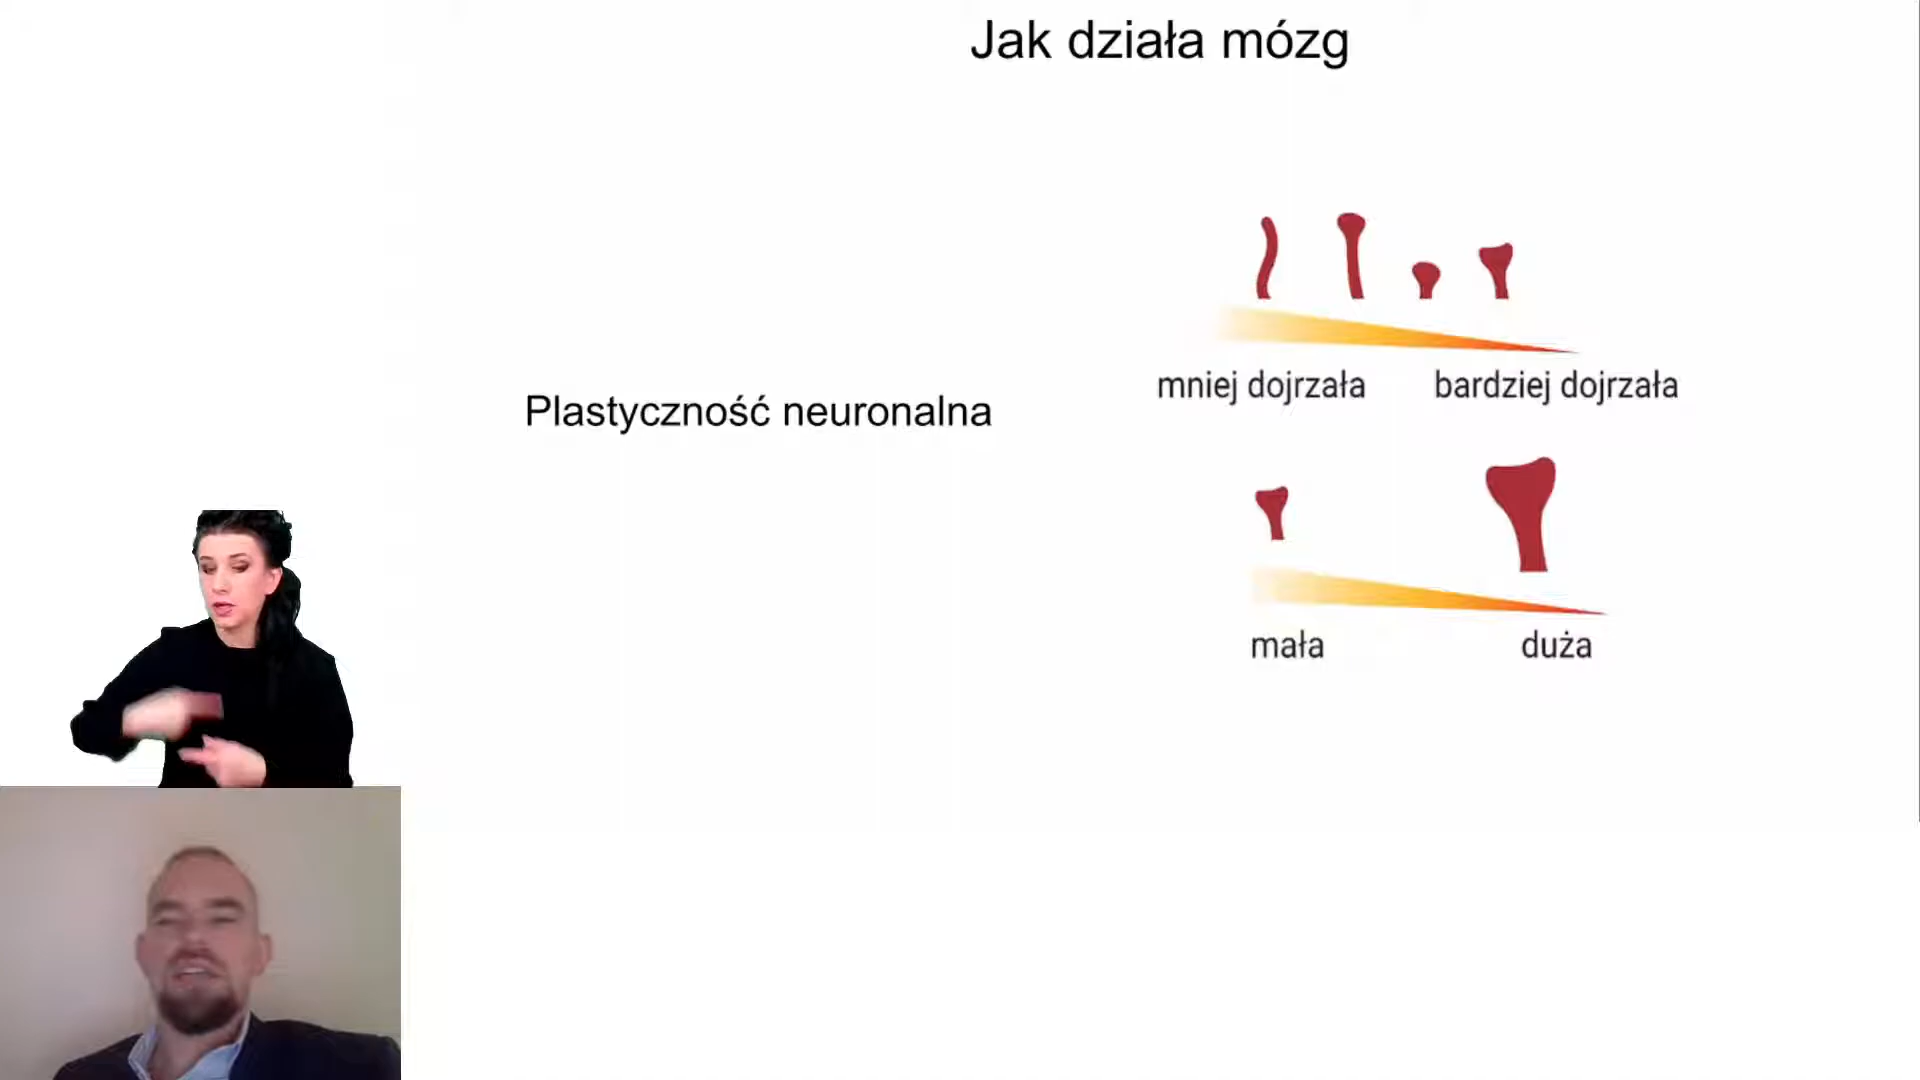 Jak działa mózg
Plastyczność neuronalna
mniej dojrzała
bardziej dojrzała
mała
duża